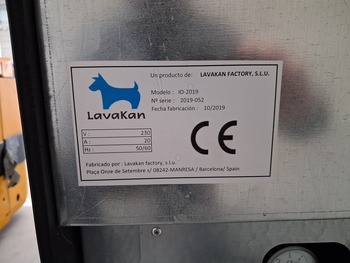 Un producto de: LAVAKAN FACTORY, S.L.U.
Modelo : IO-2019
Nº serie : 2019-052
Fecha fabricación : 10/2019
LavaKan
V : 230
A : 20
Hz : 50/60
CE
Fabricado por : Lavakan factory, s.l.u.
Plaça Onze de Setembre s/ 08242-MANRESA / Barcelona/ Spain